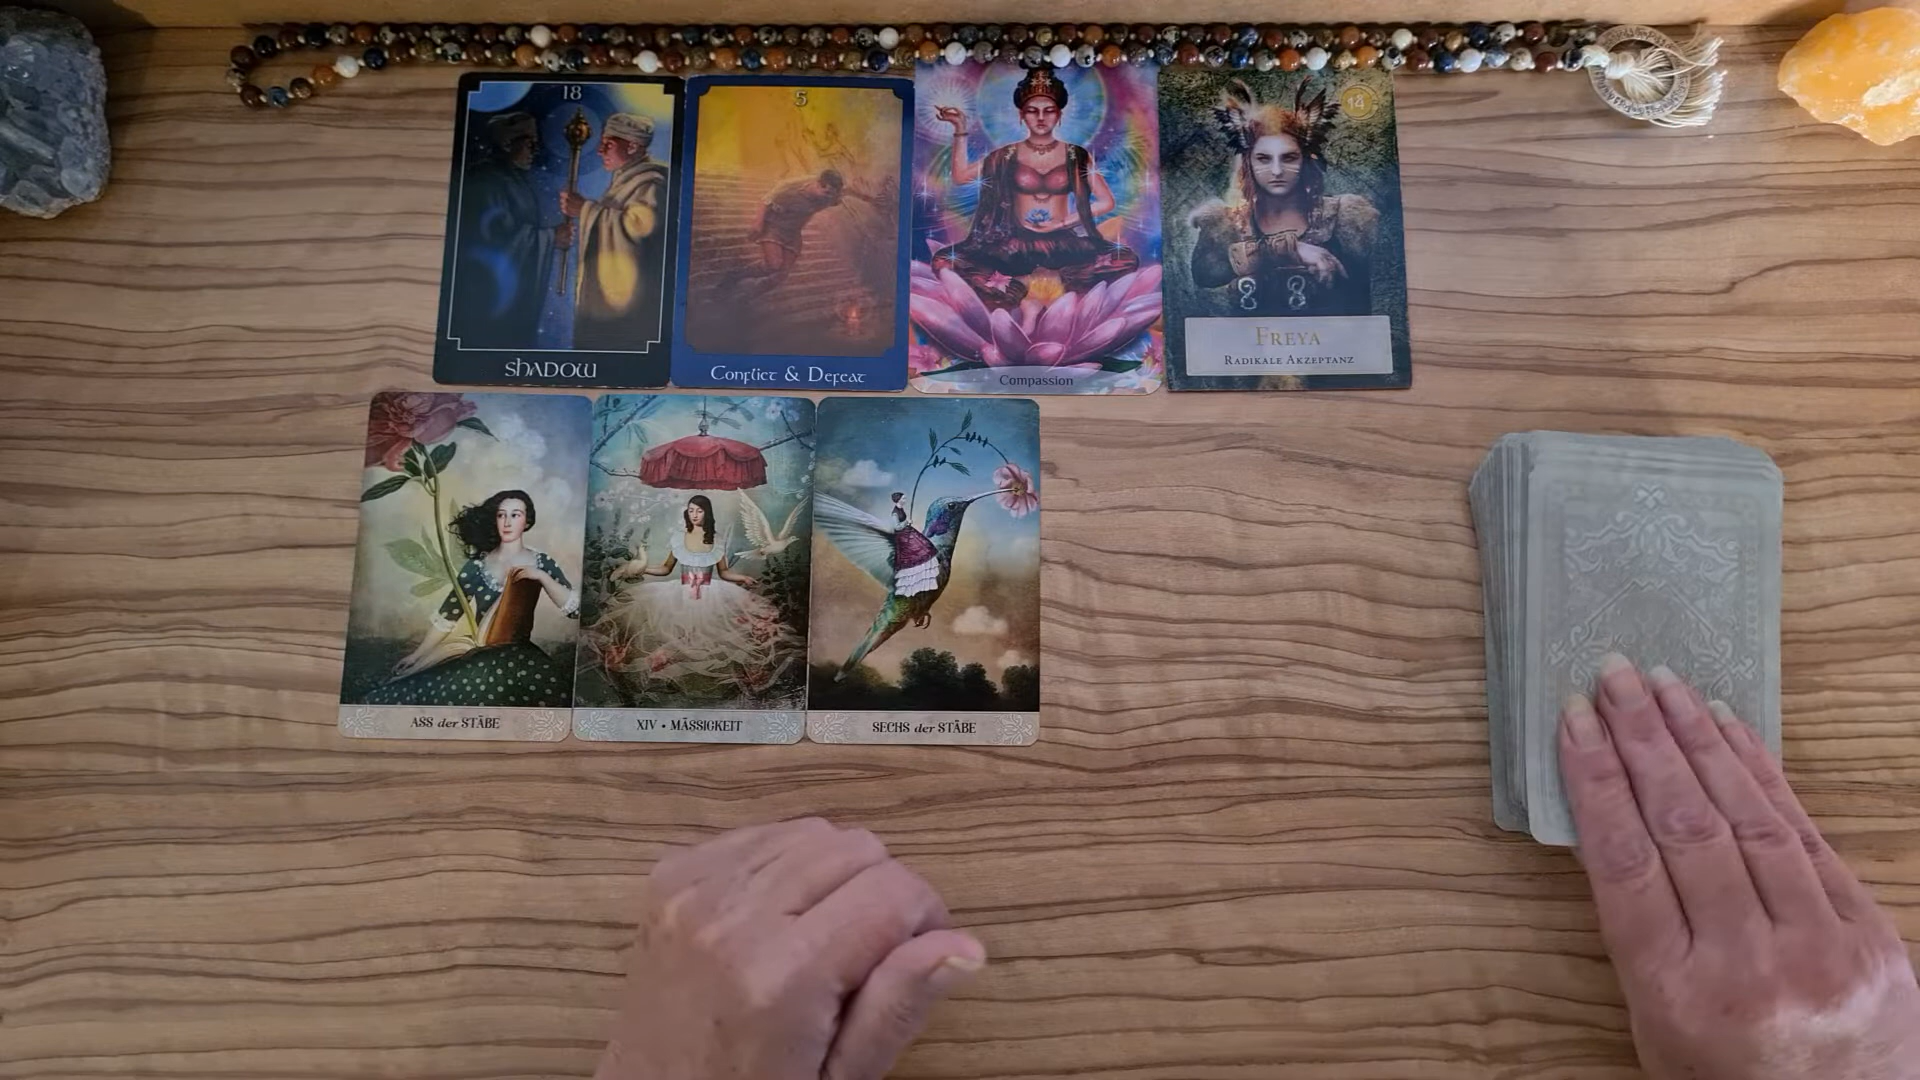 18
SHADOW
5
Conflict & Defeat
Compassion
14
FREYA
RADIKALE AKZEPTANZ
ASS der STÄBE
XIV • MÄSSIGKEIT
SECHS der STÄBE